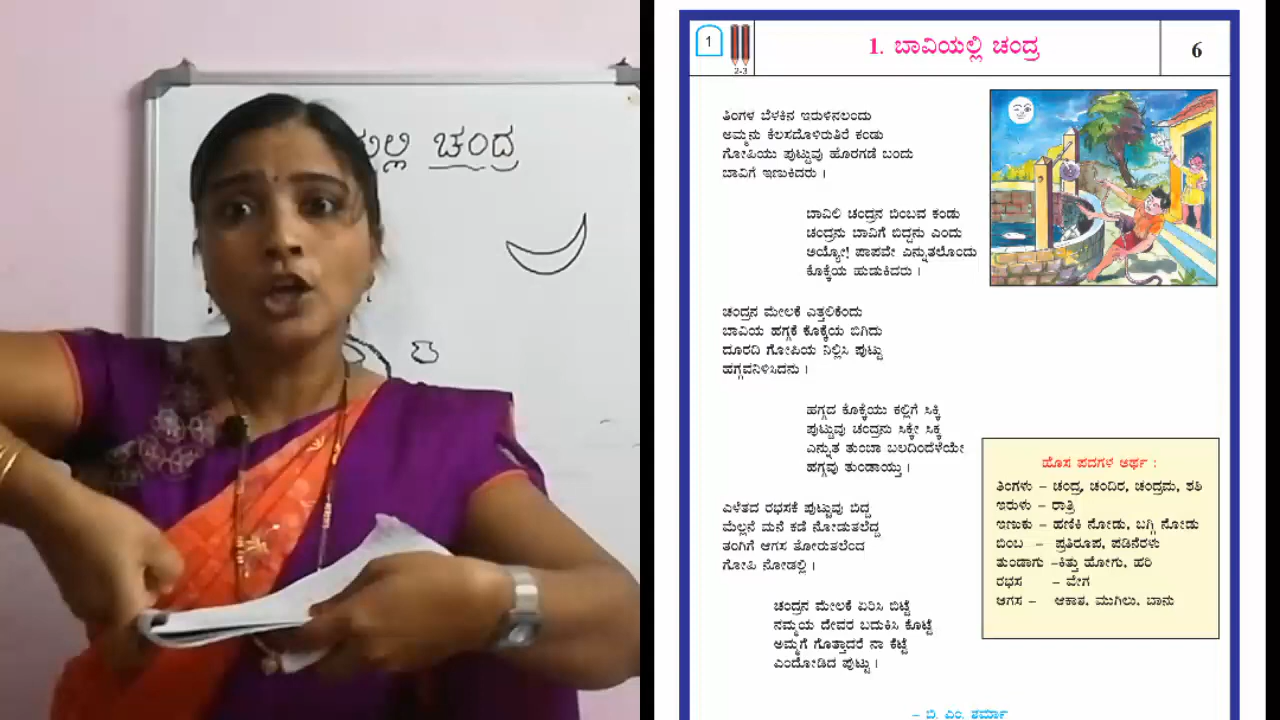 ಯಲ್ಲಿ ಚಂದ್ರ
1
2-3
1. ಬಾವಿಯಲ್ಲಿ ಚಂದ್ರ
6
ತಿಂಗಳ ಬೆಳಕಿನ ಇರುಳಿನಲಂದು
ಅಮ್ಮನು ಕೆಲಸದೊಳಿರುತಿರೆ ಕಂಡು
ಗೋಪಿಯು ಪುಟ್ಟುವು ಹೊರಗಡೆ ಬಂದು
ಬಾವಿಗೆ ಇಣುಕಿದರು ।
ಬಾವಿಲಿ ಚಂದ್ರನ ಬಿಂಬವ ಕಂಡು
ಚಂದ್ರನು ಬಾವಿಗೆ ಬಿದ್ದನು ಎಂದು
ಅಯ್ಯೋ! ಪಾಪವೇ ಎನ್ನುತಲೊಂದು
ಕೊಕ್ಕೆಯ ಹುಡುಕಿದರು ।
ಚಂದ್ರನ ಮೇಲಕೆ ಎತ್ತಲಿಕೆಂದು
ಬಾವಿಯ ಹಗ್ಗಕೆ ಕೊಕ್ಕೆಯ ಬಿಗಿದು
ದೂರದಿ ಗೋಪಿಯ ನಿಲ್ಲಿಸಿ ಪುಟ್ಟು
ಹಗ್ಗವನಿಳಿಸಿದನು ।
ಹಗ್ಗದ ಕೊಕ್ಕೆಯು ಕಲ್ಲಿಗೆ ಸಿಕ್ಕಿ
ಪುಟ್ಟುವು ಚಂದ್ರನು ಸಿಕ್ಕೇ ಸಿಕ್ಕ
ಎನ್ನುತ ತುಂಬಾ ಬಲದಿಂದೆಳೆಯೇ
ಹಗ್ಗವು ತುಂಡಾಯ್ತು ।
ಎಳೆತದ ರಭಸಕೆ ಪುಟ್ಟುವು ಬಿದ್ದ
ಮೆಲ್ಲನೆ ಮನೆ ಕಡೆ ನೋಡುತಲೆದ್ದ
ತಂಗಿಗೆ ಆಗಸ ತೋರುತಲೆಂದ
ಗೋಪಿ ನೋಡಲ್ಲಿ ।
ಚಂದ್ರನ ಮೇಲಕೆ ಏರಿಸಿ ಬಿಟ್ಟೆ
ನಮ್ಮಯ ದೇವರ ಬದುಕಿಸಿ ಕೊಟ್ಟೆ
ಅಮ್ಮಗೆ ಗೊತ್ತಾದರೆ ನಾ ಕೆಟ್ಟೆ
ಎಂದೋಡಿದ ಪುಟ್ಟು ।
– ಬಿ. ಎಂ. ಶರ್ಮಾ
ಹೊಸ ಪದಗಳ ಅರ್ಥ :
ತಿಂಗಳು – ಚಂದ್ರ, ಚಂದಿರ, ಚಂದ್ರಮ, ಶಶಿ
ಇರುಳು – ರಾತ್ರಿ
ಇಣುಕು – ಹಣಿಕಿ ನೋಡು, ಬಗ್ಗಿ ನೋಡು
ಬಿಂಬ – ಪ್ರತಿರೂಪ, ಪಡಿನೆರಳು
ತುಂಡಾಗು –ಕಿತ್ತು ಹೋಗು, ಹರಿ
ರಭಸ – ವೇಗ
ಆಗಸ – ಆಕಾಶ, ಮುಗಿಲು, ಬಾನು